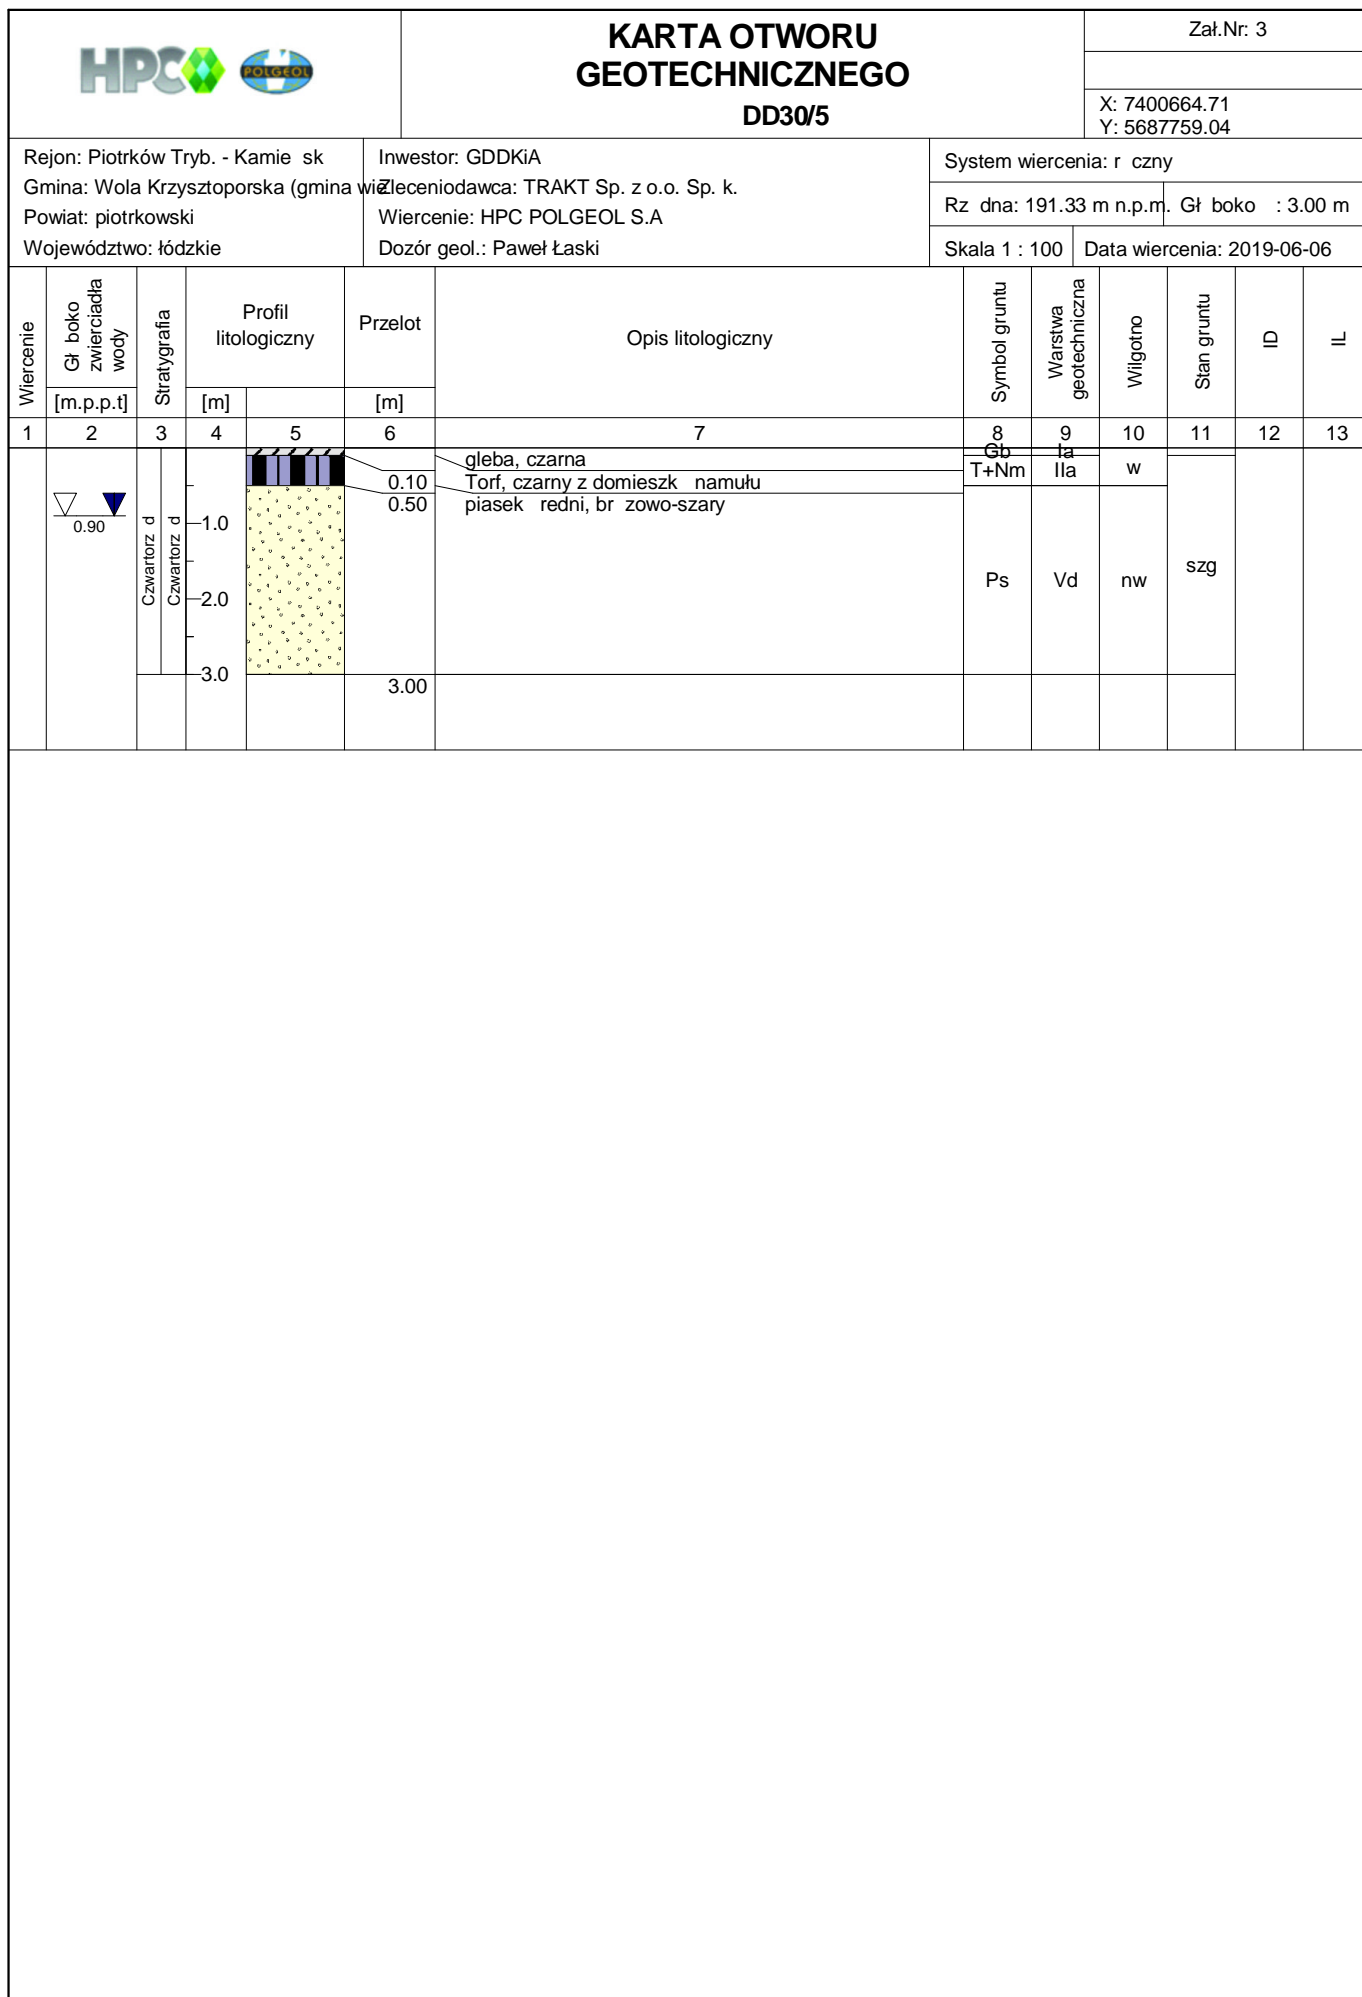 HPC POLGEOL
KARTA OTWORU
GEOTECHNICZNEGO
DD30/5
Zał.Nr: 3
X: 7400664.71
Y: 5687759.04
Rejon: Piotrków Tryb. - Kamie sk
Gmina: Wola Krzysztoporska (gmina wie
Powiat: piotrkowski
Województwo: łódzkie
Inwestor: GDDKiA
Zleceniodawca: TRAKT Sp. z o.o. Sp. k.
Wiercenie: HPC POLGEOL S.A
Dozór geol.: Paweł Łaski
System wiercenia: r czny
Rz dna: 191.33 m n.p.m. Gł boko : 3.00 m
Skala 1 : 100 Data wiercenia: 2019-06-06
Wiercenie
Gł boko
zwierciadła
wody
[m.p.p.t]
Stratygrafia
Profil
litologiczny
[m]
Przelot
[m]
Opis litologiczny
Symbol gruntu
Warstwa
geotechniczna
Wilgotno
Stan gruntu
ID
IL
1 2 3 4 5 6 7 8 9 10 11 12 13
gleba, czarna
Gb Ia
0.10 Torf, czarny z domieszk namułu
T+Nm IIa w
0.50 piasek redni, br zowo-szary
0.90
Czwartorz d
Czwartorz d
1.0
2.0
3.0
Ps Vd nw szg
3.00